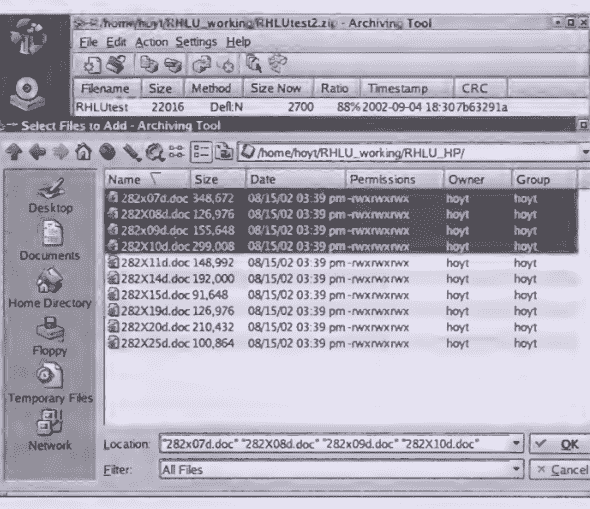 /home/hoyt/RHLU_working/RHLUtest2.zip - Archiving Tool
File Edit Action Settings Help
Filename Size Method Size Now Ratio Timestamp CRC
RHLUtest 22016 Defl:N 2700 88% 2002-09-04 18:30 7b63291a
Select Files to Add - Archiving Tool
/home/hoyt/RHLU_working/RHLU_HP/
Name Size Date Permissions Owner Group
282x07d.doc 348,672 08/15/02 03:39 pm -rwxrwxrwx hoyt hoyt
282X08d.doc 126,976 08/15/02 03:39 pm -rwxrwxrwx hoyt hoyt
282x09d.doc 155,648 08/15/02 03:39 pm -rwxrwxrwx hoyt hoyt
282X10d.doc 299,008 08/15/02 03:39 pm -rwxrwxrwx hoyt hoyt
282X11d.doc 148,992 08/15/02 03:39 pm -rwxrwxrwx hoyt hoyt
282X14d.doc 192,000 08/15/02 03:39 pm -rwxrwxrwx hoyt hoyt
282X15d.doc 91,648 08/15/02 03:39 pm -rwxrwxrwx hoyt hoyt
282X19d.doc 126,976 08/15/02 03:39 pm -rwxrwxrwx hoyt hoyt
282X20d.doc 210,432 08/15/02 03:39 pm -rwxrwxrwx hoyt hoyt
282X25d.doc 100,864 08/15/02 03:39 pm -rwxrwxrwx hoyt hoyt
Desktop
Documents
Home Directory
Floppy
Temporary Files
Network
Location: "282x07d.doc" "282X08d.doc" "282x09d.doc" "282X10d.doc" OK
Filter: All Files Cancel